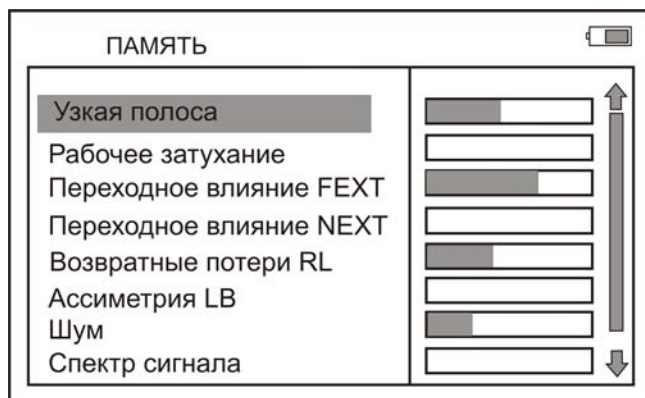 ПАМЯТЬ
Узкая полоса
Рабочее затухание
Переходное влияние FEXT
Переходное влияние NEXT
Возвратные потери RL
Ассиметрия LB
Шум
Спектр сигнала